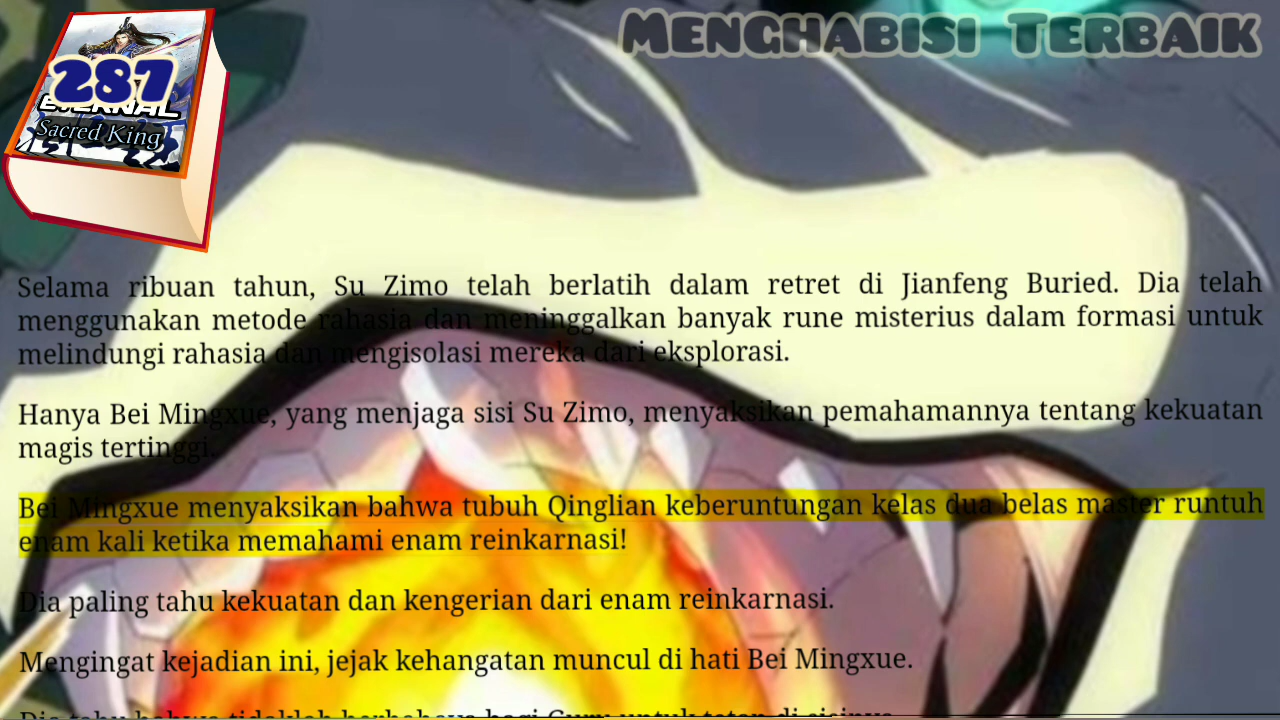 Menghabisi Terbaik
287
ETERNAL
Sacred King
Selama ribuan tahun, Su Zimo telah berlatih dalam retret di Jianfeng Buried. Dia telah
menggunakan metode rahasia dan meninggalkan banyak rune misterius dalam formasi untuk
melindungi rahasia dan mengisolasi mereka dari eksplorasi.
Hanya Bei Mingxue, yang menjaga sisi Su Zimo, menyaksikan pemahamannya tentang kekuatan
magis tertinggi.
Bei Mingxue menyaksikan bahwa tubuh Qinglian keberuntungan kelas dua belas master runtuh
enam kali ketika memahami enam reinkarnasi!
Dia paling tahu kekuatan dan kengerian dari enam reinkarnasi.
Mengingat kejadian ini, jejak kehangatan muncul di hati Bei Mingxue.